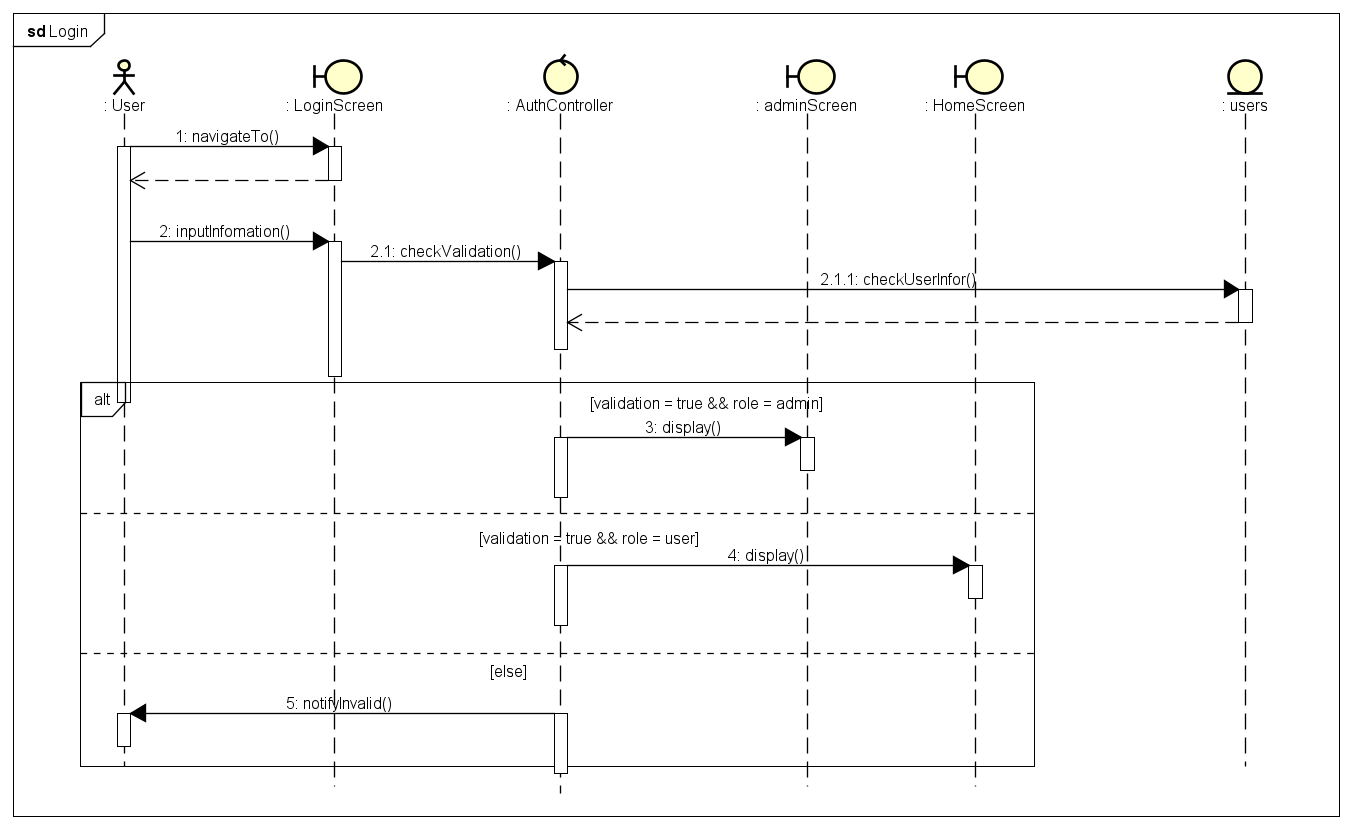 sd Login
: User
: LoginScreen
: AuthController
: adminScreen
: HomeScreen
: users
1: navigateTo()
2: inputInfomation()
2.1: checkValidation()
2.1.1: checkUserInfor()
alt
[validation = true && role = admin]
3: display()
[validation = true && role = user]
4: display()
[else]
5: notifyInvalid()